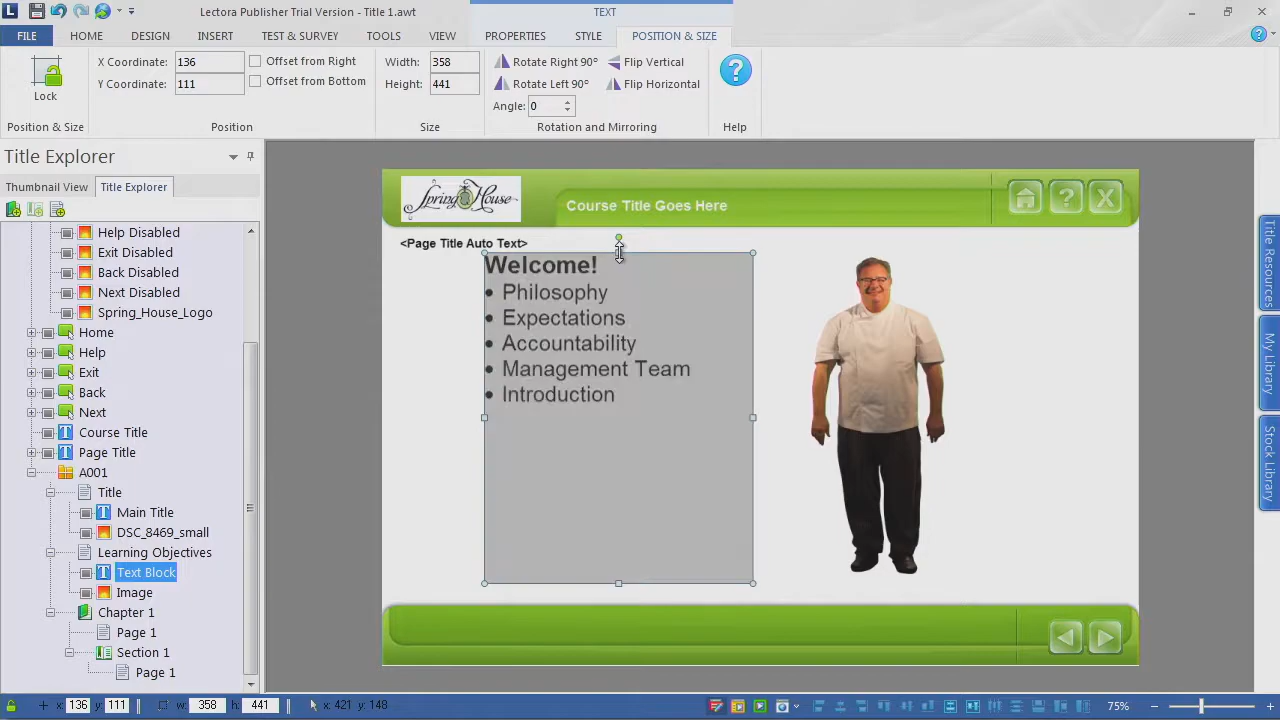 Lectora Publisher Trial Version - Title 1.awt
TEXT
FILE HOME DESIGN INSERT TEST & SURVEY TOOLS VIEW PROPERTIES STYLE POSITION & SIZE
X Coordinate: 136 Offset from Right
Y Coordinate: 111 Offset from Bottom
Width: 358
Height: 441
Rotate Right 90° Flip Vertical
Rotate Left 90° Flip Horizontal
Angle: 0
Lock
Position & Size Position Size Rotation and Mirroring Help
Title Explorer
Thumbnail View Title Explorer
Help Disabled
Exit Disabled
Back Disabled
Next Disabled
Spring_House_Logo
Home
Help
Exit
Back
Next
Course Title
Page Title
A001
Title
Main Title
DSC_8469_small
Learning Objectives
Text Block
Image
Chapter 1
Page 1
Section 1
Page 1
Spring House
Course Title Goes Here
?
X
<Page Title Auto Text>
Welcome!
• Philosophy
• Expectations
• Accountability
• Management Team
• Introduction
Title Resources
My Library
Stock Library
x: 136 y: 111 w: 358 h: 441 x: 421 y: 148 75%